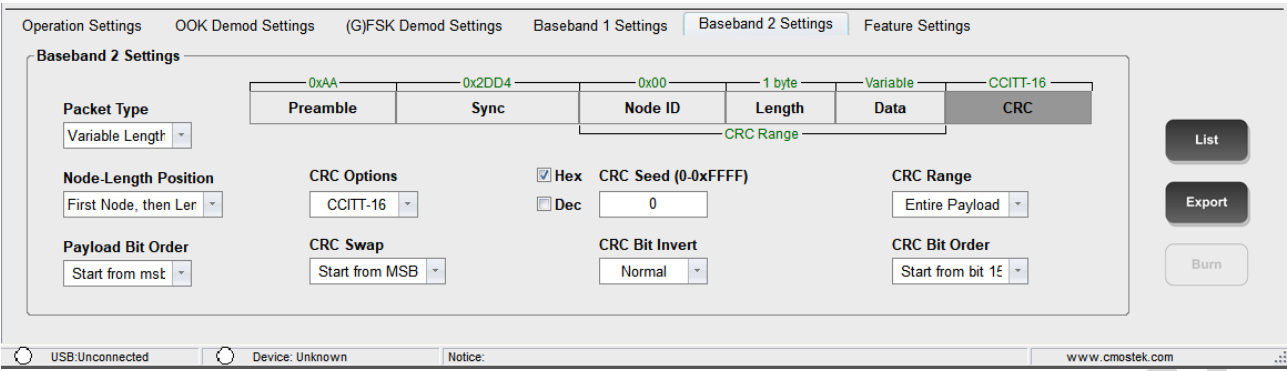 Operation Settings OOK Demod Settings (G)FSK Demod Settings Baseband 1 Settings Baseband 2 Settings Feature Settings
Baseband 2 Settings
0xAA 0x2DD4 0x00 1 byte Variable CCITT-16
Packet Type Preamble Sync Node ID Length Data CRC
Variable Length CRC Range
List
Node-Length Position CRC Options Hex CRC Seed (0-0xFFFF) CRC Range
First Node, then Ler CCITT-16 Dec 0 Entire Payload Export
Payload Bit Order CRC Swap CRC Bit Invert CRC Bit Order
Start from msb Start from MSB Normal Start from bit 15 Burn
USB:Unconnected Device: Unknown Notice: www.cmostek.com